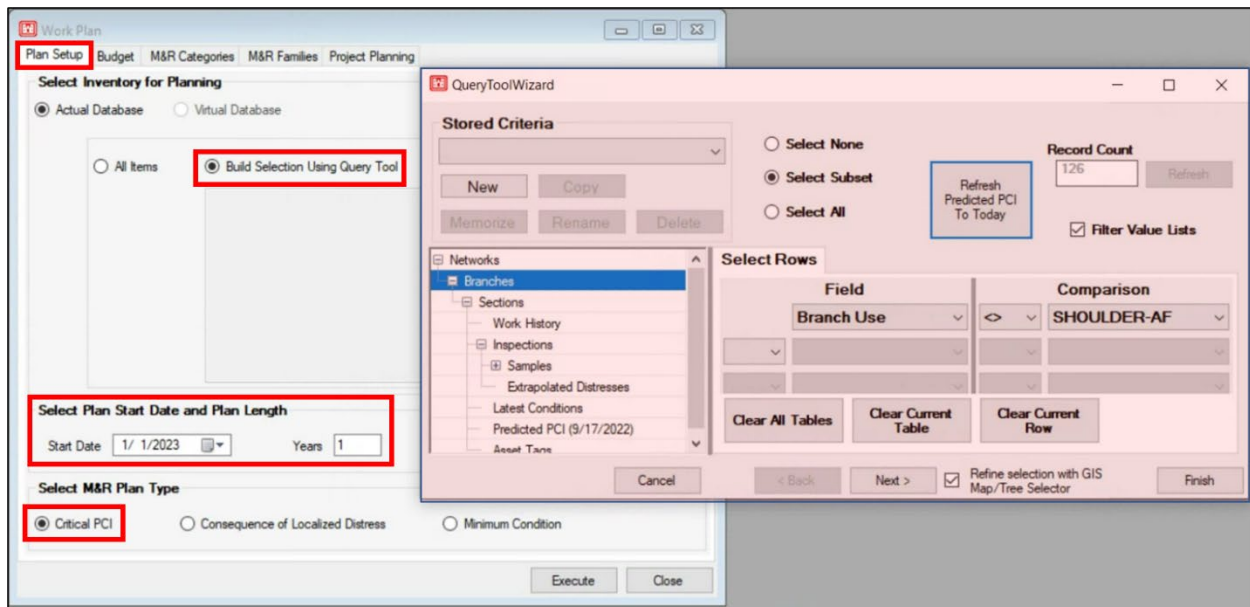 Work Plan
Plan Setup Budget M&R Categories M&R Families Project Planning
Select Inventory for Planning
Actual Database Virtual Database
All Items Build Selection Using Query Tool
Select Plan Start Date and Plan Length
Start Date 1/ 1/2023 Years 1
Select M&R Plan Type
Critical PCI Consequence of Localized Distress Minimum Condition
Execute Close
QueryToolWizard
Stored Criteria
New Copy
Memorize Rename Delete
Select None
Select Subset
Select All
Refresh
Predicted PCI
To Today
Record Count
126 Refresh
Filter Value Lists
Networks
Branches
Sections
Work History
Inspections
Samples
Extrapolated Distresses
Latest Conditions
Predicted PCI (9/17/2022)
Asset Tags
Select Rows
Field Comparison
Branch Use <> SHOULDER-AF
Clear All Tables
Clear Current
Table
Clear Current
Row
Cancel < Back Next >
Refine selection with GIS
Map/Tree Selector
Finish